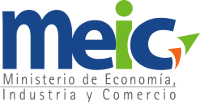 meic
Ministerio de Economía,
Industria y Comercio